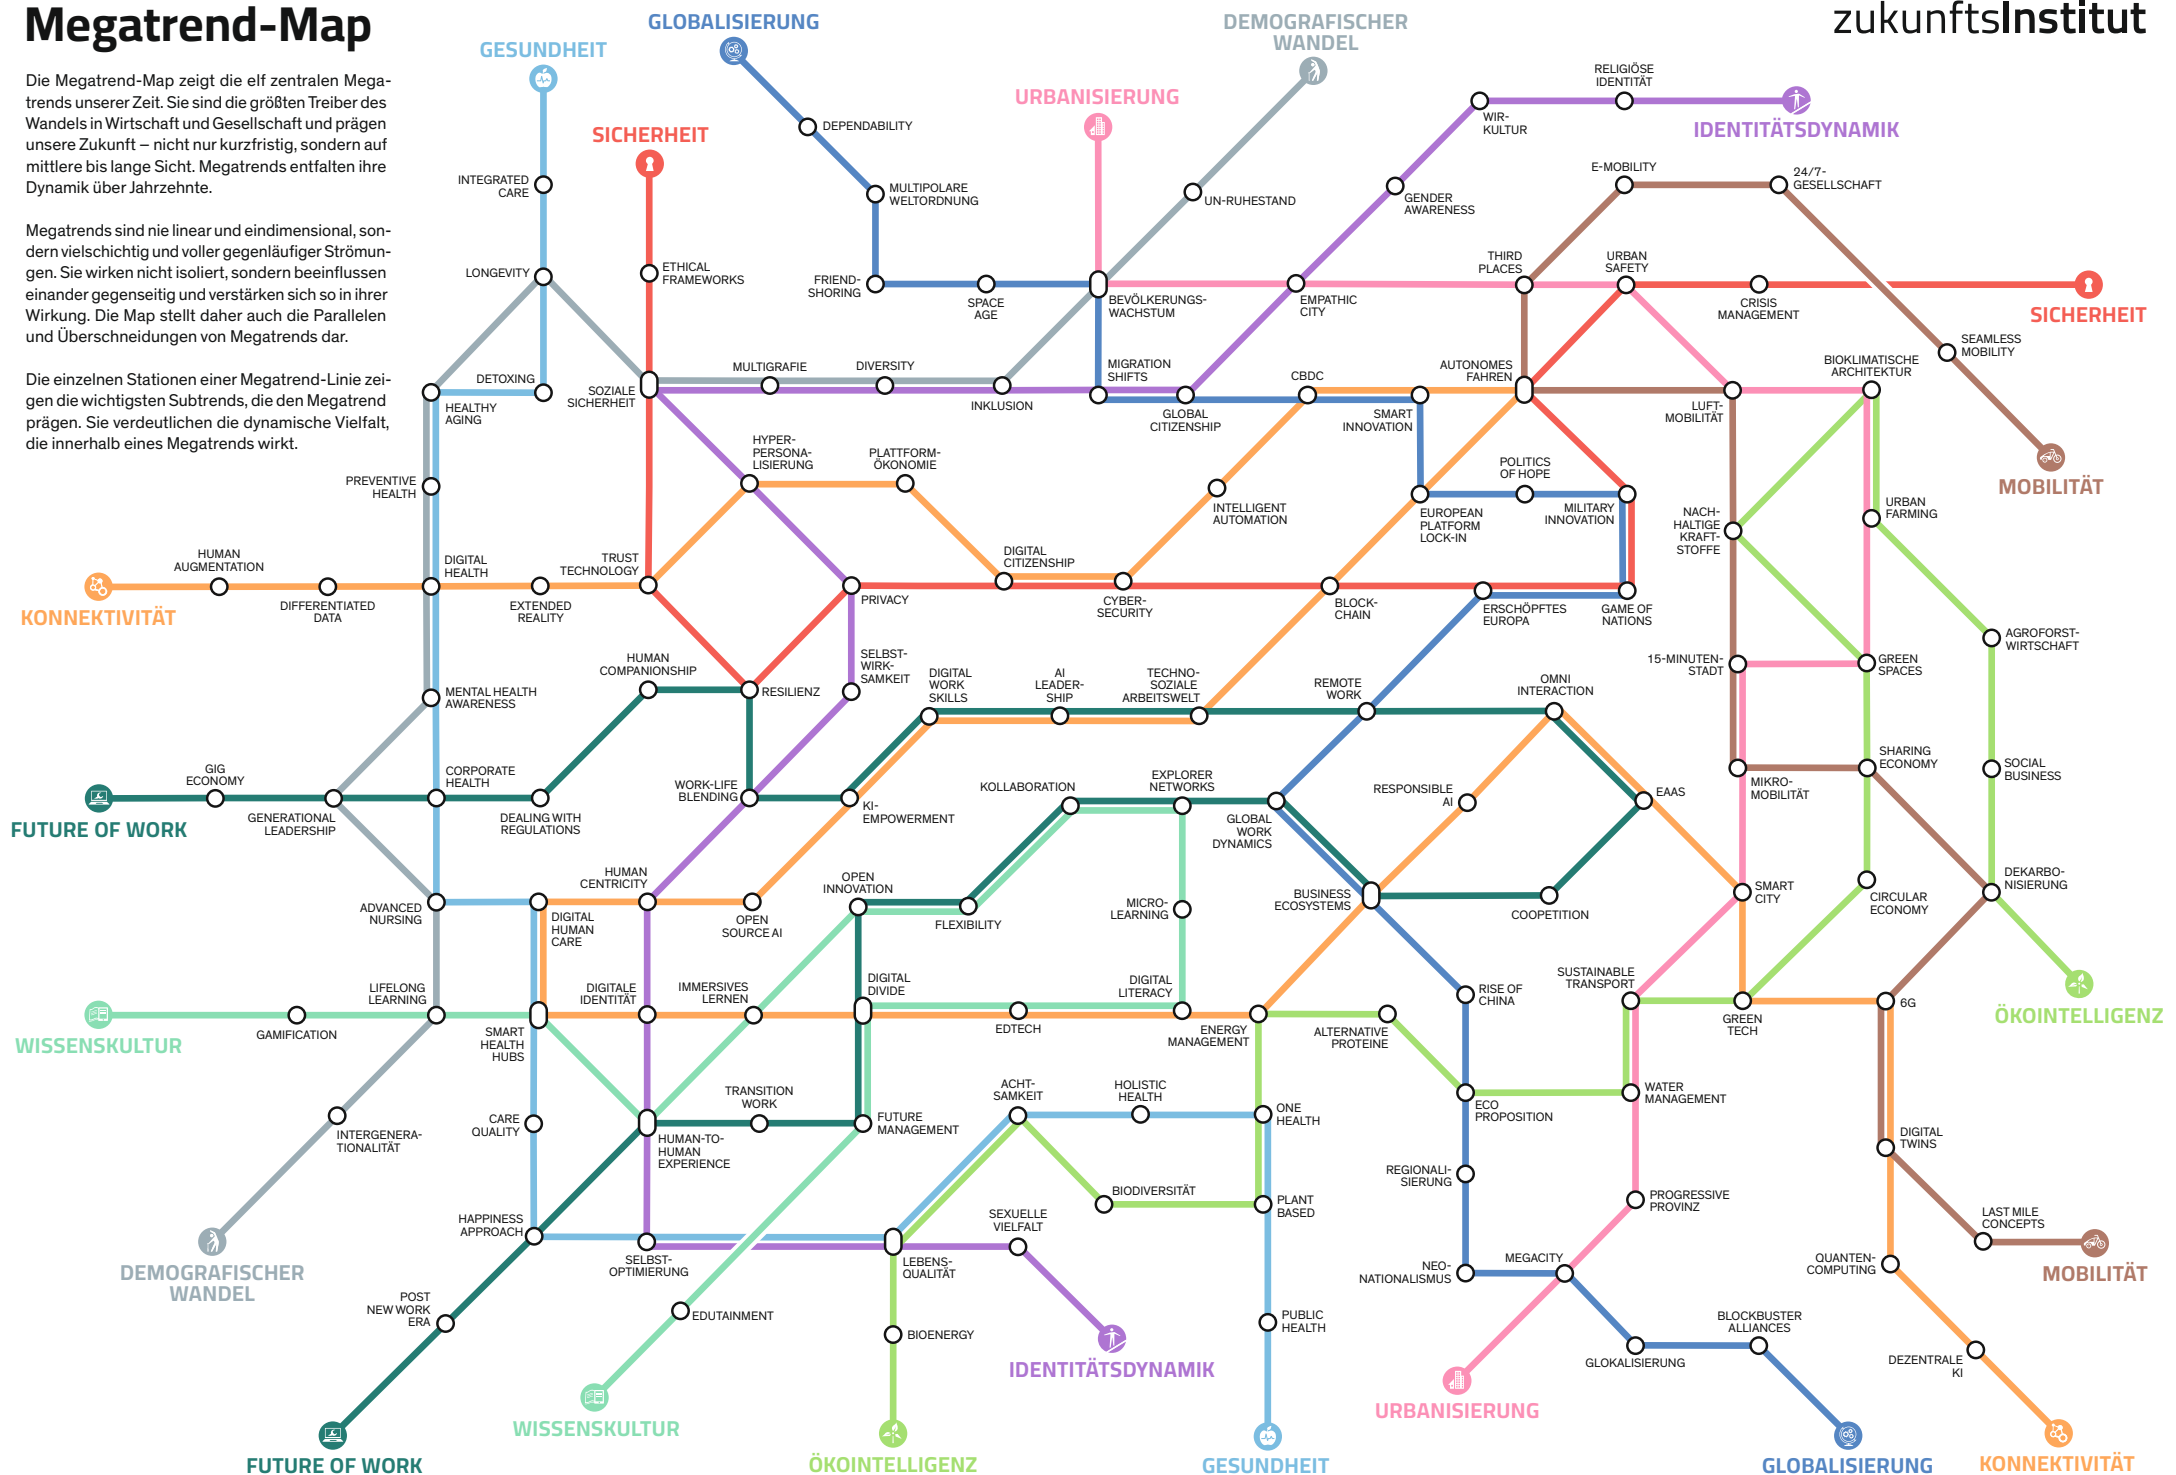 Megatrend-Map
zukunftsInstitut
Die Megatrend-Map zeigt die elf zentralen Mega-
trends unserer Zeit. Sie sind die größten Treiber des
Wandels in Wirtschaft und Gesellschaft und prägen
unsere Zukunft – nicht nur kurzfristig, sondern auf
mittlere bis lange Sicht. Megatrends entfalten ihre
Dynamik über Jahrzehnte.
Megatrends sind nie linear und eindimensional, son-
dern vielschichtig und voller gegenläufiger Strömun-
gen. Sie wirken nicht isoliert, sondern beeinflussen
einander gegenseitig und verstärken sich so in ihrer
Wirkung. Die Map stellt daher auch die Parallelen
und Überschneidungen von Megatrends dar.
Die einzelnen Stationen einer Megatrend-Linie zei-
gen die wichtigsten Subtrends, die den Megatrend
prägen. Sie verdeutlichen die dynamische Vielfalt,
die innerhalb eines Megatrends wirkt.
GESUNDHEIT
GLOBALISIERUNG
DEMOGRAFISCHER
WANDEL
URBANISIERUNG
SICHERHEIT
RELIGIÖSE
IDENTITÄT
WIR-
KULTUR
IDENTITÄTSDYNAMIK
DEPENDABILITY
INTEGRATED
CARE
MULTIPOLARE
WELTORDNUNG
UN-RUHESTAND
GENDER
AWARENESS
E-MOBILITY
24/7-
GESELLSCHAFT
LONGEVITY
ETHICAL
FRAMEWORKS
FRIEND-
SHORING
SPACE
AGE
BEVÖLKERUNGS-
WACHSTUM
EMPATHIC
CITY
THIRD
PLACES
URBAN
SAFETY
CRISIS
MANAGEMENT
SICHERHEIT
SEAMLESS
MOBILITY
DETOXING
HEALTHY
AGING
SOZIALE
SICHERHEIT
MULTIGRAFIE
DIVERSITY
INKLUSION
MIGRATION
SHIFTS
GLOBAL
CITIZENSHIP
CBDC
SMART
INNOVATION
AUTONOMES
FAHREN
LUFT-
MOBILITÄT
BIOKLIMATISCHE
ARCHITEKTUR
MOBILITÄT
PREVENTIVE
HEALTH
HYPER-
PERSONA-
LISIERUNG
PLATTFORM-
ÖKONOMIE
INTELLIGENT
AUTOMATION
EUROPEAN
PLATFORM
LOCK-IN
POLITICS
OF HOPE
MILITARY
INNOVATION
NACH-
HALTIGE
KRAFT-
STOFFE
URBAN
FARMING
KONNEKTIVITÄT
HUMAN
AUGMENTATION
DIFFERENTIATED
DATA
DIGITAL
HEALTH
EXTENDED
REALITY
TRUST
TECHNOLOGY
PRIVACY
DIGITAL
CITIZENSHIP
CYBER-
SECURITY
BLOCK-
CHAIN
ERSCHÖPFTES
EUROPA
GAME OF
NATIONS
AGROFORST-
WIRTSCHAFT
MENTAL HEALTH
AWARENESS
HUMAN
COMPANIONSHIP
RESILIENZ
SELBST-
WIRK-
SAMKEIT
DIGITAL
WORK
SKILLS
AI
LEADER-
SHIP
TECHNO-
SOZIALE
ARBEITSWELT
REMOTE
WORK
OMNI
INTERACTION
15-MINUTEN-
STADT
GREEN
SPACES
FUTURE OF WORK
GIG
ECONOMY
GENERATIONAL
LEADERSHIP
CORPORATE
HEALTH
DEALING WITH
REGULATIONS
WORK-LIFE
BLENDING
KI-
EMPOWERMENT
KOLLABORATION
EXPLORER
NETWORKS
GLOBAL
WORK
DYNAMICS
RESPONSIBLE
AI
EAAS
MIKRO-
MOBILITÄT
SHARING
ECONOMY
SOCIAL
BUSINESS
ADVANCED
NURSING
DIGITAL
HUMAN
CARE
HUMAN
CENTRICITY
OPEN
SOURCE AI
OPEN
INNOVATION
FLEXIBILITY
MICRO-
LEARNING
BUSINESS
ECOSYSTEMS
COOPETITION
SMART
CITY
CIRCULAR
ECONOMY
DEKARBO-
NISIERUNG
WISSENSKULTUR
GAMIFICATION
LIFELONG
LEARNING
SMART
HEALTH
HUBS
DIGITALE
IDENTITÄT
IMMERSIVES
LERNEN
DIGITAL
DIVIDE
EDTECH
DIGITAL
LITERACY
ENERGY
MANAGEMENT
ALTERNATIVE
PROTEINE
RISE OF
CHINA
SUSTAINABLE
TRANSPORT
GREEN
TECH
6G
ÖKOINTELLIGENZ
INTERGENERA-
TIONALITÄT
CARE
QUALITY
HUMAN-TO-
HUMAN
EXPERIENCE
TRANSITION
WORK
FUTURE
MANAGEMENT
ACHT-
SAMKEIT
HOLISTIC
HEALTH
ONE
HEALTH
ECO
PROPOSITION
WATER
MANAGEMENT
DIGITAL
TWINS
DEMOGRAFISCHER
WANDEL
HAPPINESS
APPROACH
SELBST-
OPTIMIERUNG
LEBENS-
QUALITÄT
SEXUELLE
VIELFALT
BIODIVERSITÄT
PLANT
BASED
REGIONALI-
SIERUNG
PROGRESSIVE
PROVINZ
LAST MILE
CONCEPTS
MOBILITÄT
POST
NEW WORK
ERA
EDUTAINMENT
BIOENERGY
IDENTITÄTSDYNAMIK
PUBLIC
HEALTH
NEO-
NATIONALISMUS
MEGACITY
QUANTEN-
COMPUTING
GLOKALISIERUNG
BLOCKBUSTER
ALLIANCES
DEZENTRALE
KI
FUTURE OF WORK
WISSENSKULTUR
ÖKOINTELLIGENZ
GESUNDHEIT
URBANISIERUNG
GLOBALISIERUNG
KONNEKTIVITÄT